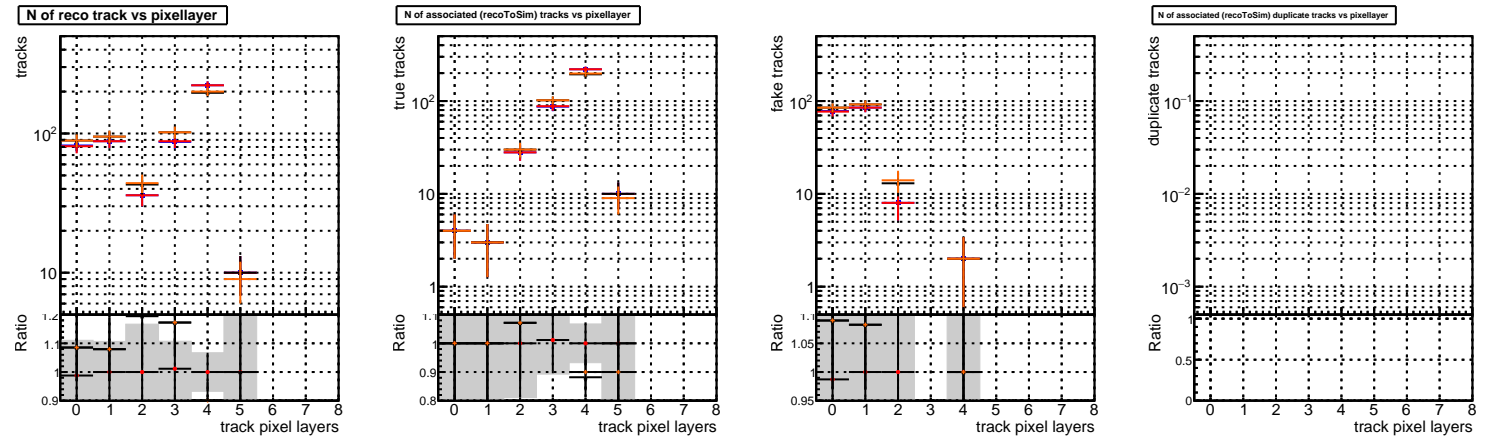 N of reco track vs pixellayer
tracks
10²
10
Ratio
1.2
1.1
1
0.9
0 1 2 3 4 5 6 7 8
track pixel layers
N of associated (recoToSim) tracks vs pixellayer
true tracks
10²
10
1
Ratio
1.1
1
0.9
0.8
0 1 2 3 4 5 6 7 8
track pixel layers
fake tracks
10²
10
1
Ratio
1.1
1.05
1
0.95
0 1 2 3 4 5 6 7 8
track pixel layers
N of associated (recoToSim) duplicate tracks vs pixellayer
duplicate tracks
10⁻¹
10⁻²
10⁻³
Ratio
1
0.5
0
0 1 2 3 4 5 6 7 8
track pixel layers